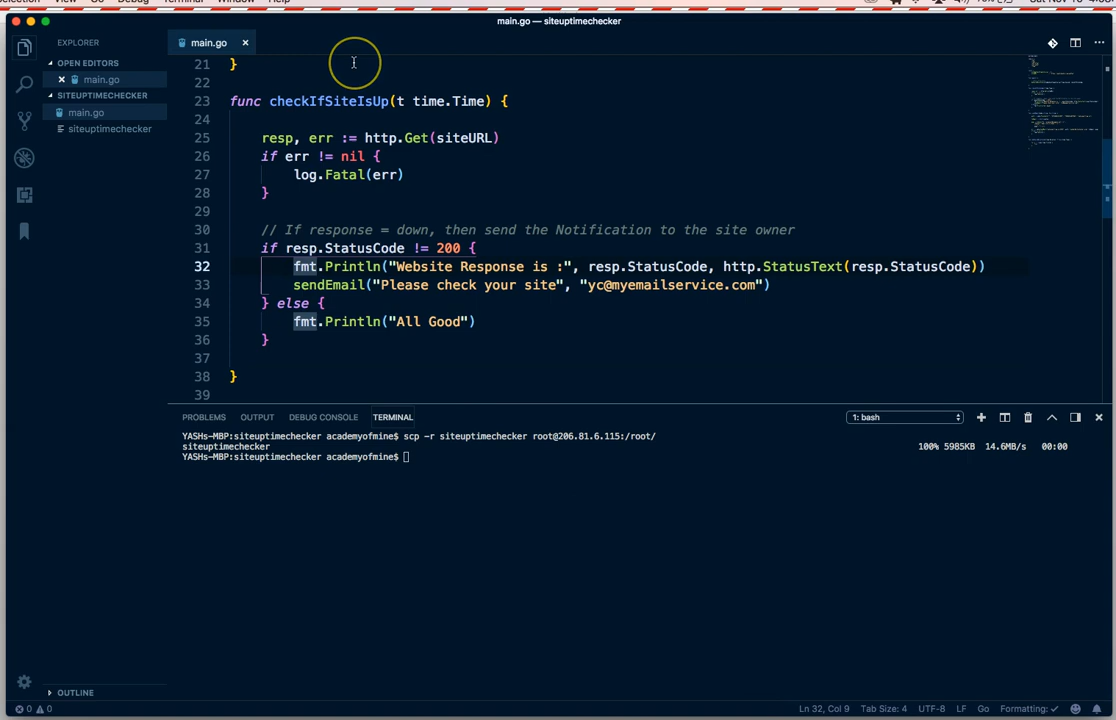 main.go — siteuptimechecker
EXPLORER
OPEN EDITORS
main.go
SITEUPTIMECHECKER
main.go
siteuptimechecker
OUTLINE
main.go
21 }
22
23 func checkIfSiteIsUp(t time.Time) {
24
25 resp, err := http.Get(siteURL)
26 if err != nil {
27 log.Fatal(err)
28 }
29
30 // If response = down, then send the Notification to the site owner
31 if resp.StatusCode != 200 {
32 fmt.Println("Website Response is :", resp.StatusCode, http.StatusText(resp.StatusCode))
33 sendEmail("Please check your site", "yc@myemailservice.com")
34 } else {
35 fmt.Println("All Good")
36 }
37
38 }
39
PROBLEMS OUTPUT DEBUG CONSOLE TERMINAL 1: bash
YASHs-MBP:siteuptimechecker academyofmine$ scp -r siteuptimechecker root@206.81.6.115:/root/
siteuptimechecker 100% 5985KB 14.6MB/s 00:00
YASHs-MBP:siteuptimechecker academyofmine$
0 0 Ln 32, Col 9 Tab Size: 4 UTF-8 LF Go Formatting: ✓